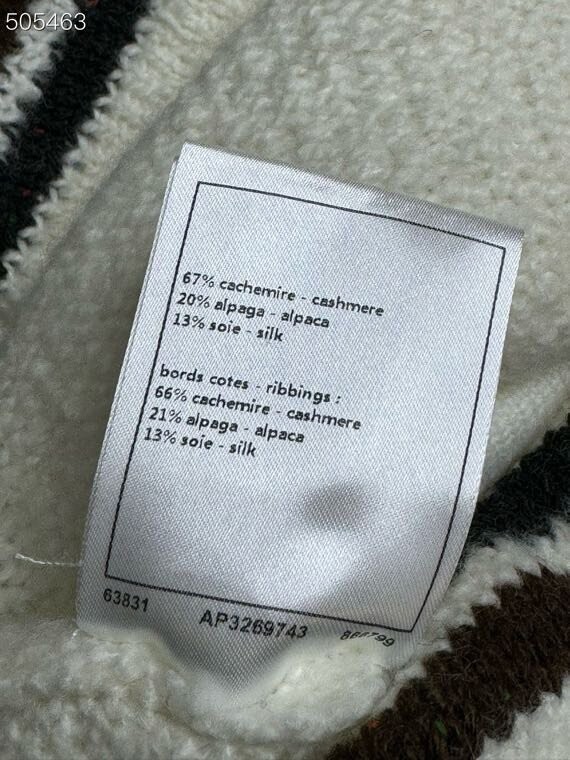 505463
67% cachemire - cashmere
20% alpaga - alpaca
13% soie - silk
bords cotes - ribbings :
66% cachemire - cashmere
21% alpaga - alpaca
13% soie - silk
63831 AP3269743